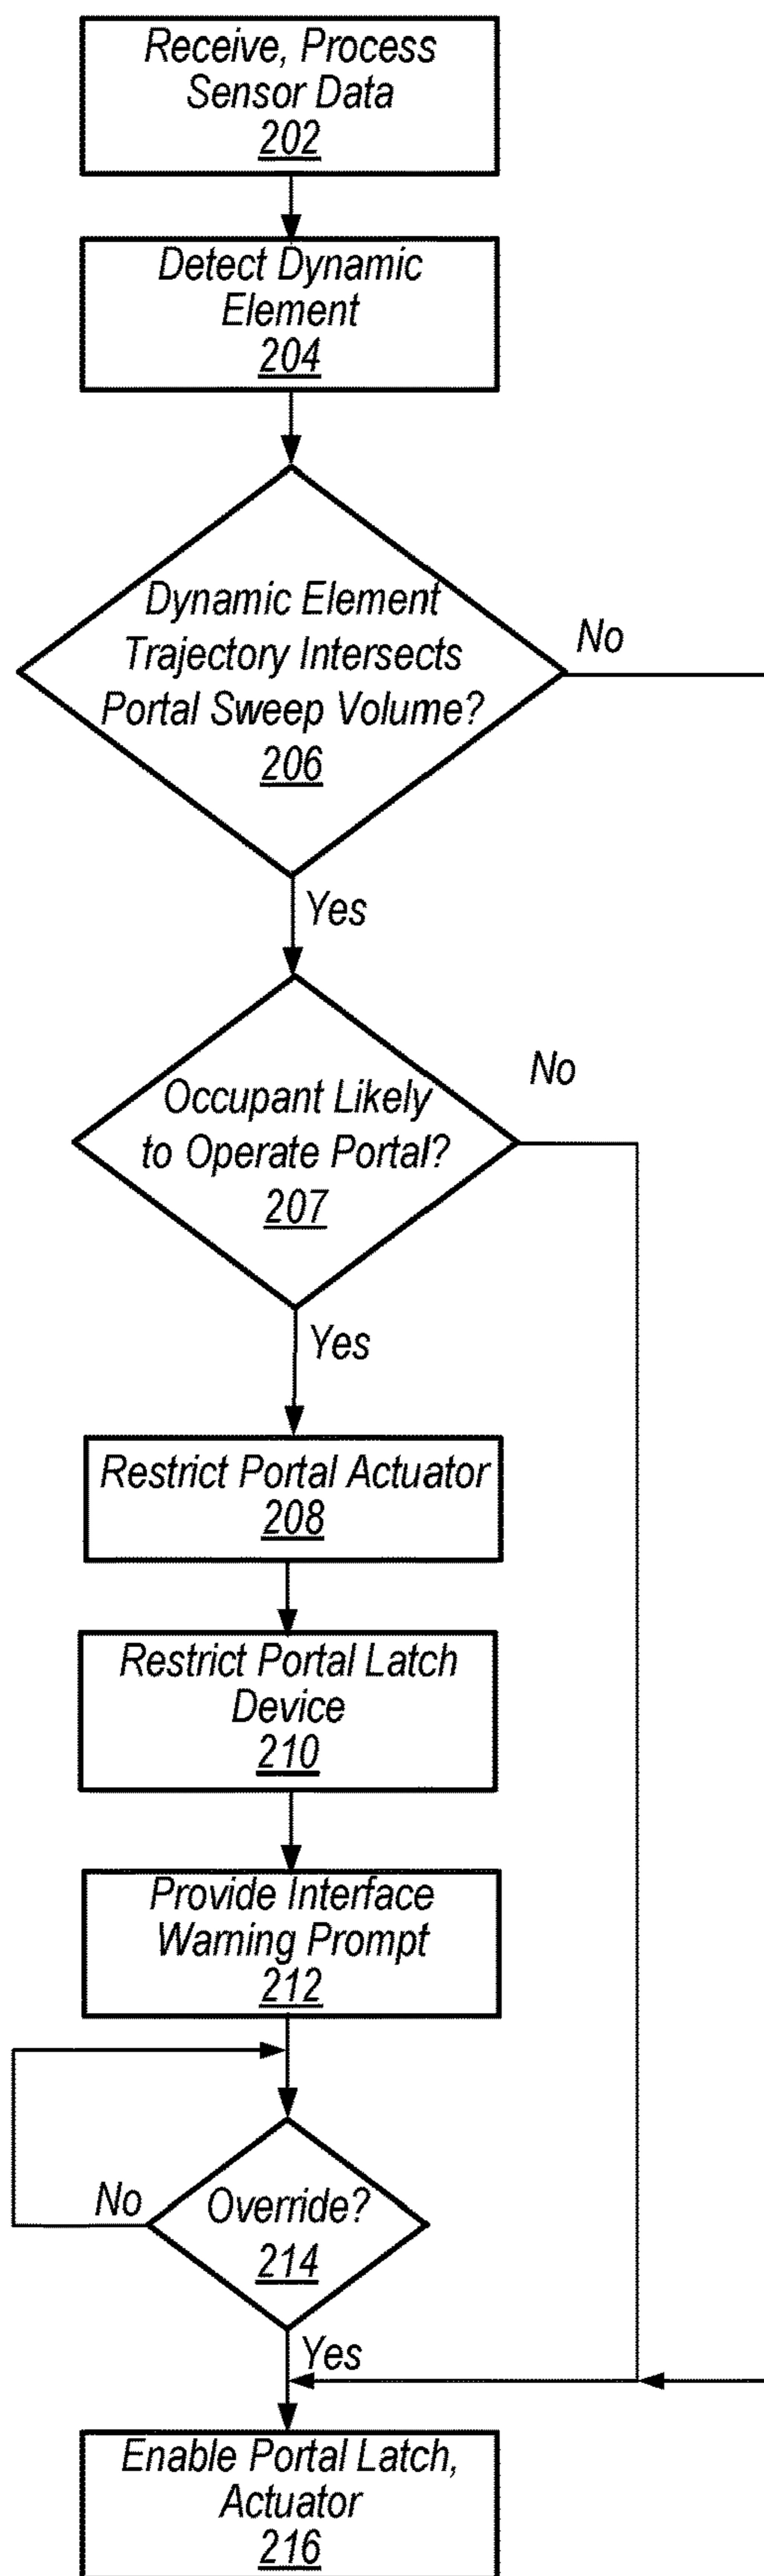 Receive, Process
Sensor Data
202
Detect Dynamic
Element
204
Dynamic Element
Trajectory Intersects
Portal Sweep Volume?
206
No
Yes
Occupant Likely
to Operate Portal?
207
No
Yes
Restrict Portal Actuator
208
Restrict Portal Latch
Device
210
Provide Interface
Warning Prompt
212
Override?
214
No
Yes
Enable Portal Latch,
Actuator
216